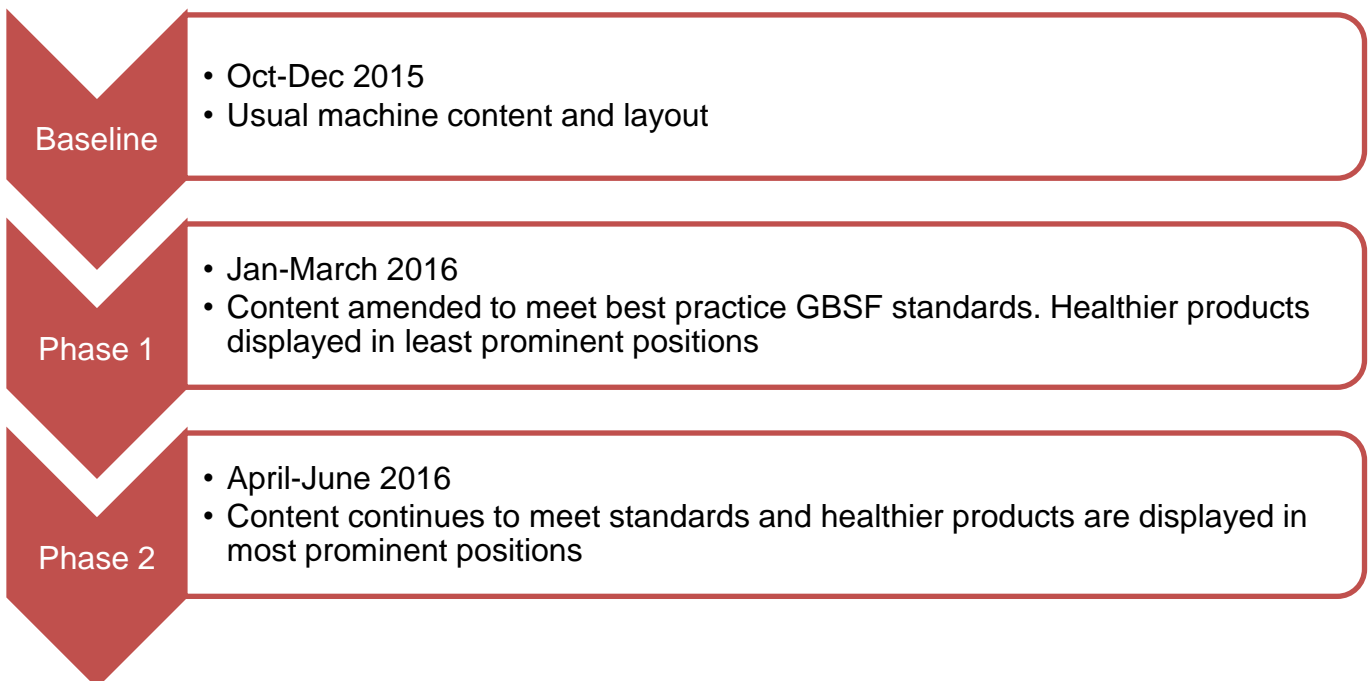 Baseline
• Oct-Dec 2015
• Usual machine content and layout
Phase 1
• Jan-March 2016
• Content amended to meet best practice GBSF standards. Healthier products
displayed in least prominent positions
Phase 2
• April-June 2016
• Content continues to meet standards and healthier products are displayed in
most prominent positions